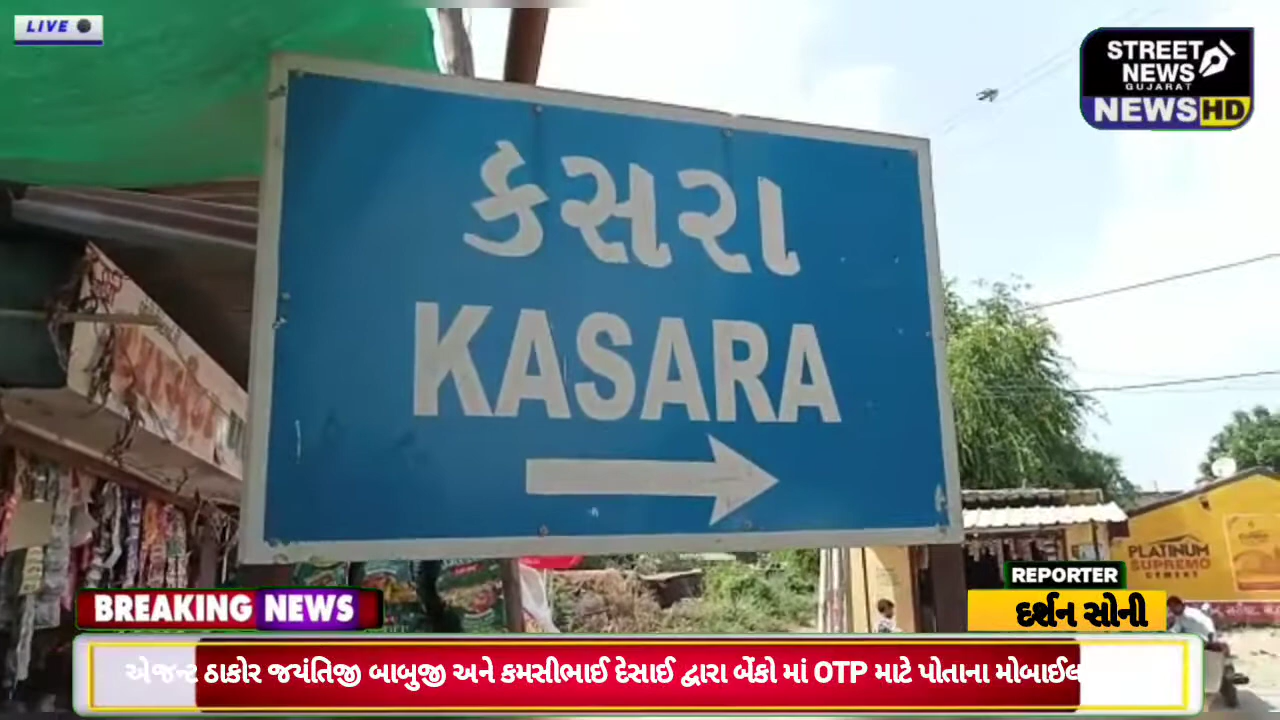 LIVE
STREET
NEWS
GUJARAT
NEWS HD
કસરા
KASARA
PLATINUM
SUPREMO
CEMENT
REPORTER
BREAKING NEWS
દર્શન સોની
એજન્ટ ઠાકોર જયંતિજી બાબુજી અને કમસીભાઈ દેસાઈ દ્વારા બેંકો માં OTP માટે પોતાના મોબાઈલ